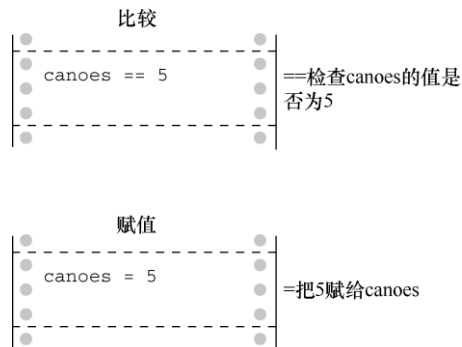 比较
canoes == 5
==检查canoes的值是
否为5
赋值
canoes = 5
=把5赋给canoes